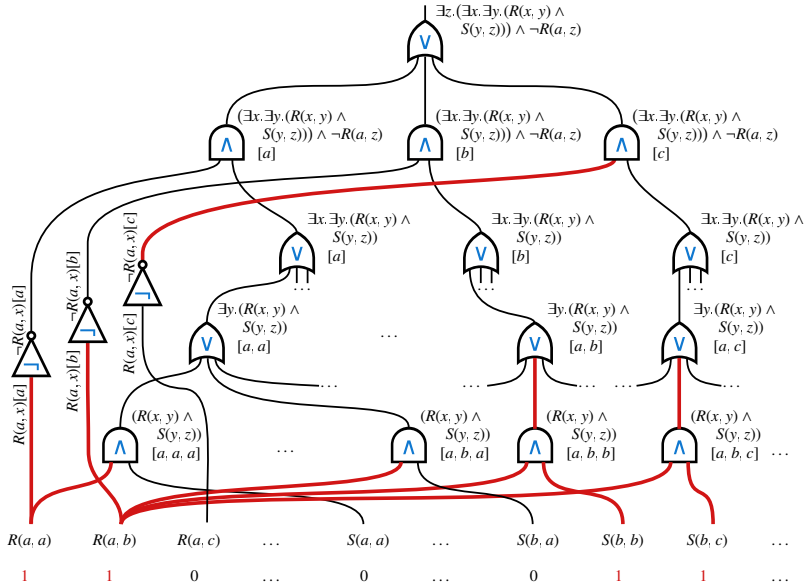 ∃z.(∃x.∃y.(R(x, y) ∧
S(y, z))) ∧ ¬R(a, z)
∨
(∃x.∃y.(R(x, y) ∧
S(y, z))) ∧ ¬R(a, z)
[a]
∧
(∃x.∃y.(R(x, y) ∧
S(y, z))) ∧ ¬R(a, z)
[b]
∧
(∃x.∃y.(R(x, y) ∧
S(y, z))) ∧ ¬R(a, z)
[c]
∧
∃x.∃y.(R(x, y) ∧
S(y, z))
[a]
∨
...
∃x.∃y.(R(x, y) ∧
S(y, z))
[b]
∨
...
∃x.∃y.(R(x, y) ∧
S(y, z))
[c]
∨
...
¬R(a, x)[a]
¬
R(a, x)[a]
¬R(a, x)[b]
¬
R(a, x)[b]
¬R(a, x)[c]
¬
R(a, x)[c]
∃y.(R(x, y) ∧
S(y, z))
[a, a]
∨
...
∃y.(R(x, y) ∧
S(y, z))
[a, b]
∨
∃y.(R(x, y) ∧
S(y, z))
[a, c]
∨
... ... ... ... ...
(R(x, y) ∧
S(y, z))
[a, a, a]
∧
...
(R(x, y) ∧
S(y, z))
[a, b, a]
∧
(R(x, y) ∧
S(y, z))
[a, b, b]
∧
(R(x, y) ∧
S(y, z))
[a, b, c]
∧
...
R(a, a) R(a, b) R(a, c) ... S(a, a) ... S(b, a) S(b, b) S(b, c) ...
1 1 0 ... 0 ... 0 1 1 ...